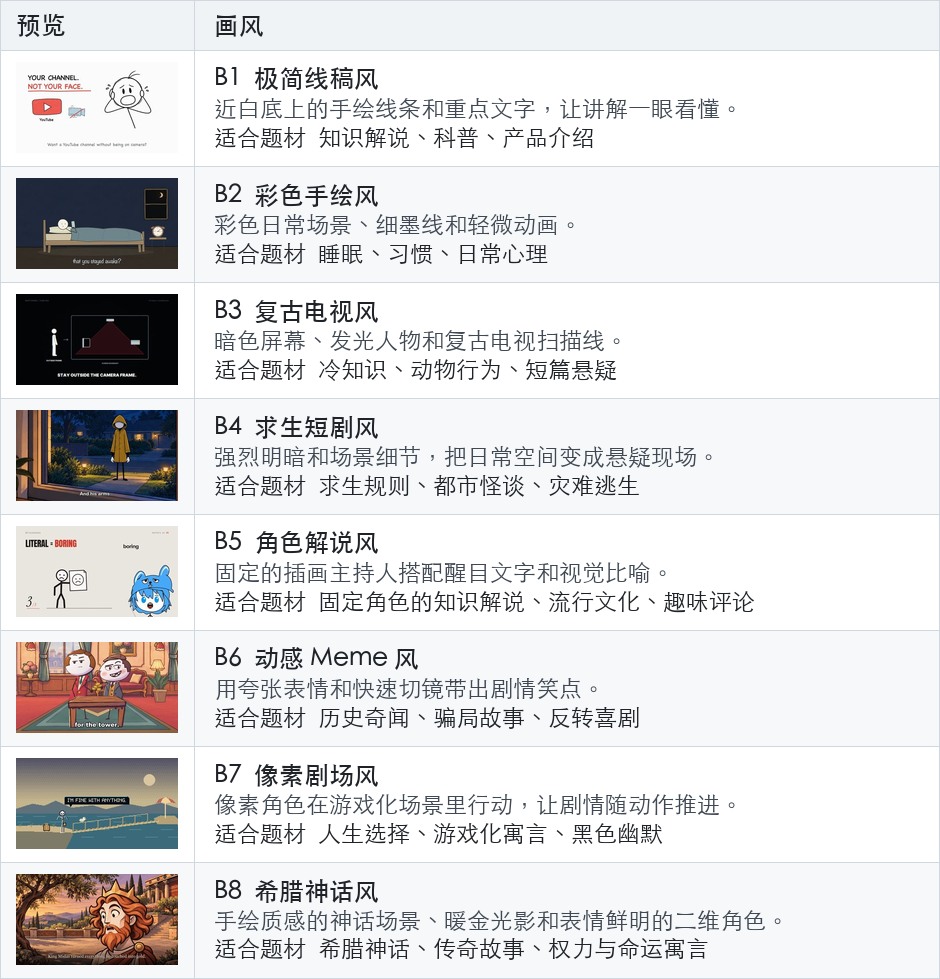 预览
画风
YOUR CHANNEL.
NOT YOUR FACE.
YouTube
Want a YouTube channel without being on camera?
B1 极简线稿风
近白底上的手绘线条和重点文字，让讲解一眼看懂。
适合题材 知识解说、科普、产品介绍
that you stayed awake?
B2 彩色手绘风
彩色日常场景、细墨线和轻微动画。
适合题材 睡眠、习惯、日常心理
STAY OUTSIDE THE CAMERA FRAME.
B3 复古电视风
暗色屏幕、发光人物和复古电视扫描线。
适合题材 冷知识、动物行为、短篇悬疑
And his arms
B4 求生短剧风
强烈明暗和场景细节，把日常空间变成悬疑现场。
适合题材 求生规则、都市怪谈、灾难逃生
LITERAL = BORING
boring
3
B5 角色解说风
固定的插画主持人搭配醒目文字和视觉比喻。
适合题材 固定角色的知识解说、流行文化、趣味评论
for the tower.
B6 动感 Meme 风
用夸张表情和快速切镜带出剧情笑点。
适合题材 历史奇闻、骗局故事、反转喜剧
I'M FINE WITH ANYTHING.
B7 像素剧场风
像素角色在游戏化场景里行动，让剧情随动作推进。
适合题材 人生选择、游戏化寓言、黑色幽默
B8 希腊神话风
手绘质感的神话场景、暖金光影和表情鲜明的二维角色。
适合题材 希腊神话、传奇故事、权力与命运寓言